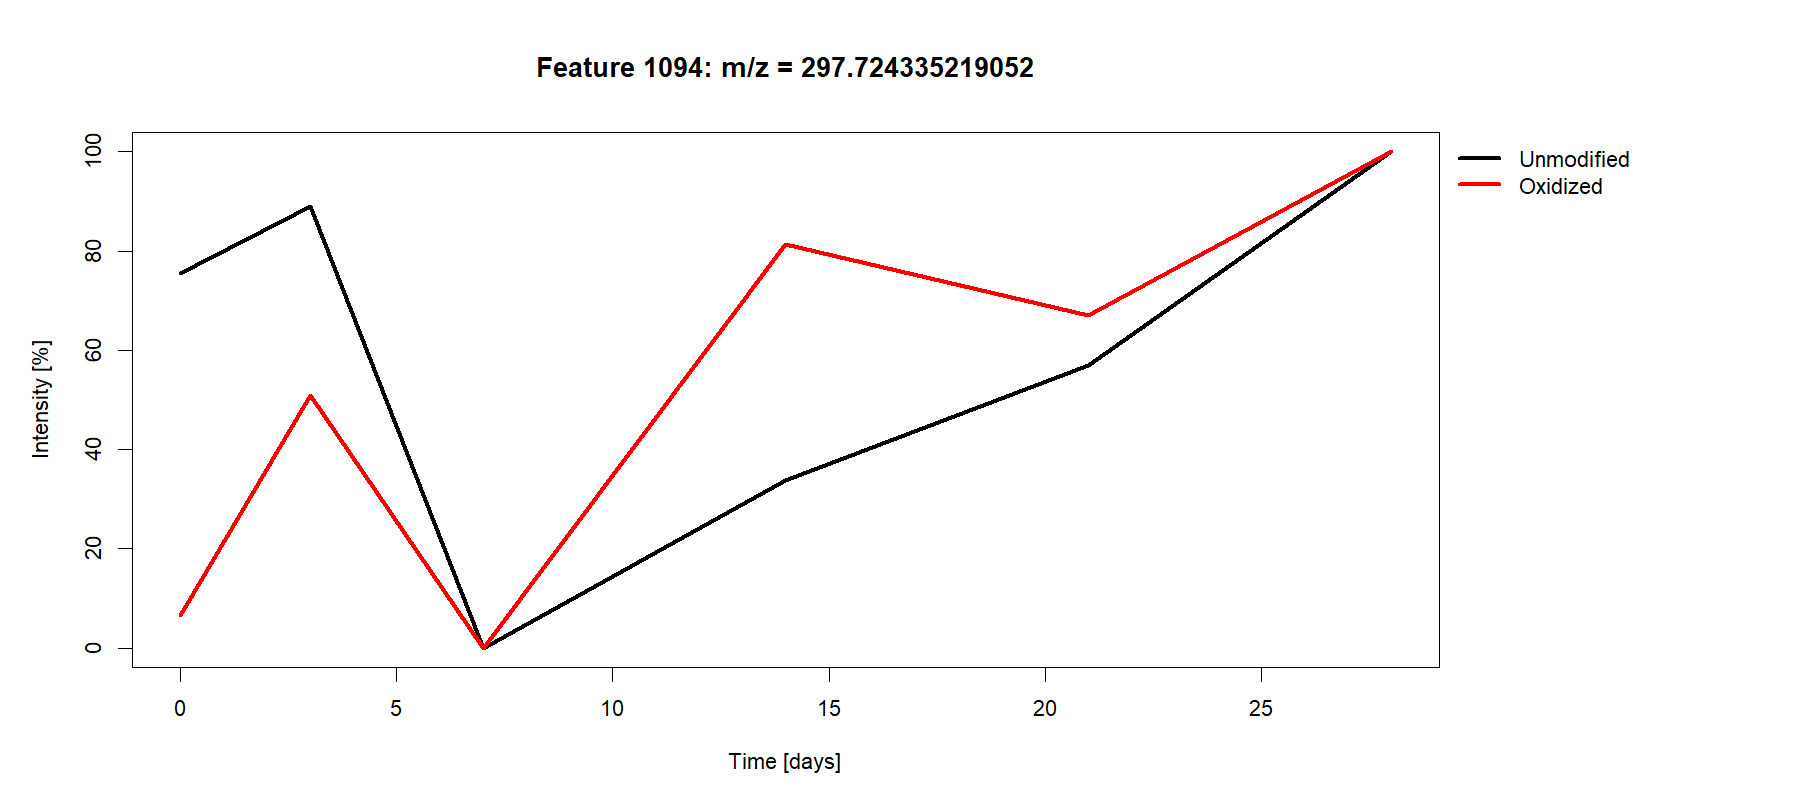 Feature 1094: m/z = 297.724335219052
Unmodified
Oxidized
Intensity [%]
100
80
60
40
20
0
0 5 10 15 20 25
Time [days]